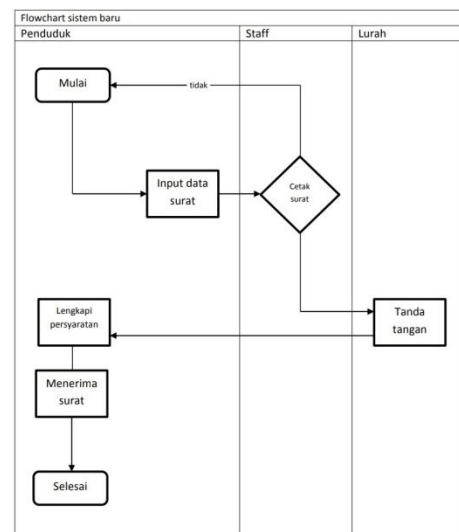 Flowchart sistem baru
Penduduk
Staff
Lurah
Mulai
tidak
Input data
surat
Cetak
surat
Lengkapi
persyaratan
Tanda
tangan
Menerima
surat
Selesai